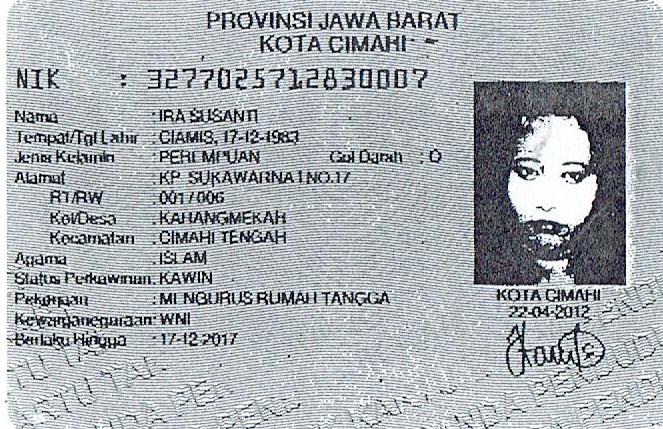 PROVINSI JAWA BARAT
KOTA CIMAHI
NIK : 3277025712830007
Nama : IRA SUSANTI
Tempat/Tgl Lahir : CIAMIS, 17-12-1983
Jenis Kelamin : PEREMPUAN Gol Darah : O
Alamat : KP SUKAWARNA I NO.17
RT/RW : 001 / 006
Kel/Desa : KARANGMEKAR
Kecamatan : CIMAHI TENGAH
Agama : ISLAM
Status Perkawinan: KAWIN
Pekerjaan : MENGURUS RUMAH TANGGA
Kewarganegaraan: WNI
Berlaku Hingga : 17-12-2017
KOTA CIMAHI
22-04-2012